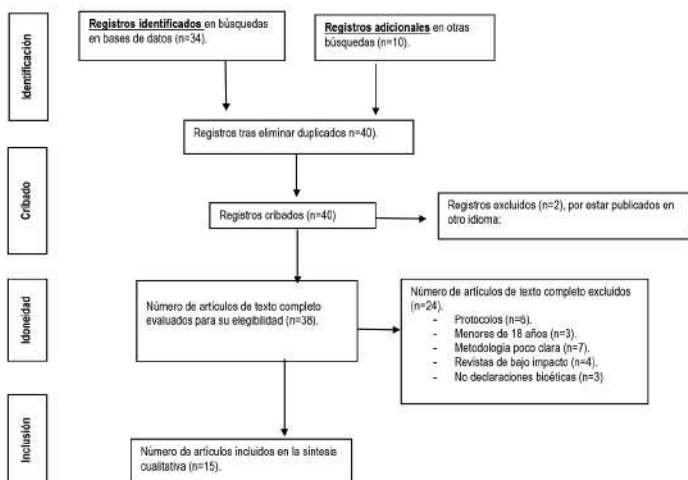 Identificación
Registros identificados en búsquedas
en bases de datos (n=34).
Registros adicionales en otras
búsquedas (n=10).
Registros tras eliminar duplicados n=40).
Cribado
Registros cribados (n=40)
Registros excluidos (n=2), por estar publicados en
otro idioma:
Idoneidad
Número de artículos de texto completo
evaluados para su elegibilidad (n=38).
Número de artículos de texto completo excluidos
(n=24).
- Protocolos (n=6).
- Menores de 18 años (n=3).
- Metodología poco clara (n=7).
- Revistas de bajo impacto (n=4).
- No declaraciones bioéticas (n=3)
Inclusión
Número de artículos incluidos en la síntesis
cualitativa (n=15).